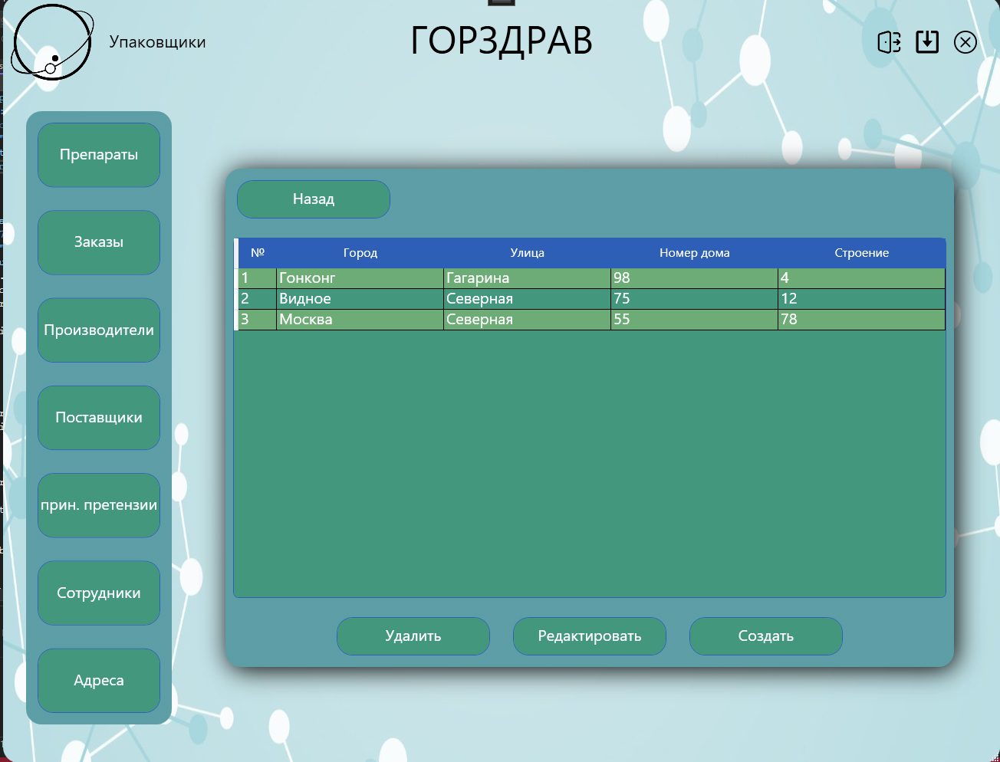 Упаковщики
ГОРЗДРАВ
Препараты
Заказы
Производители
Поставщики
прин. претензии
Сотрудники
Адреса
Назад
№ Город Улица Номер дома Строение
1 Гонконг Гагарина 98 4
2 Видное Северная 75 12
3 Москва Северная 55 78
Удалить Редактировать Создать